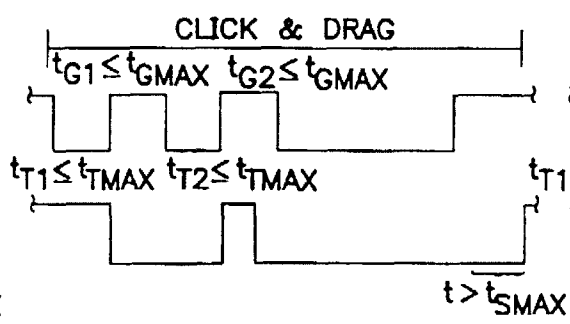 CLICK & DRAG
tG1 ≤ tGMAX tG2 ≤ tGMAX
tT1 ≤ tTMAX tT2 ≤ tTMAX tT1
t > tSMAX